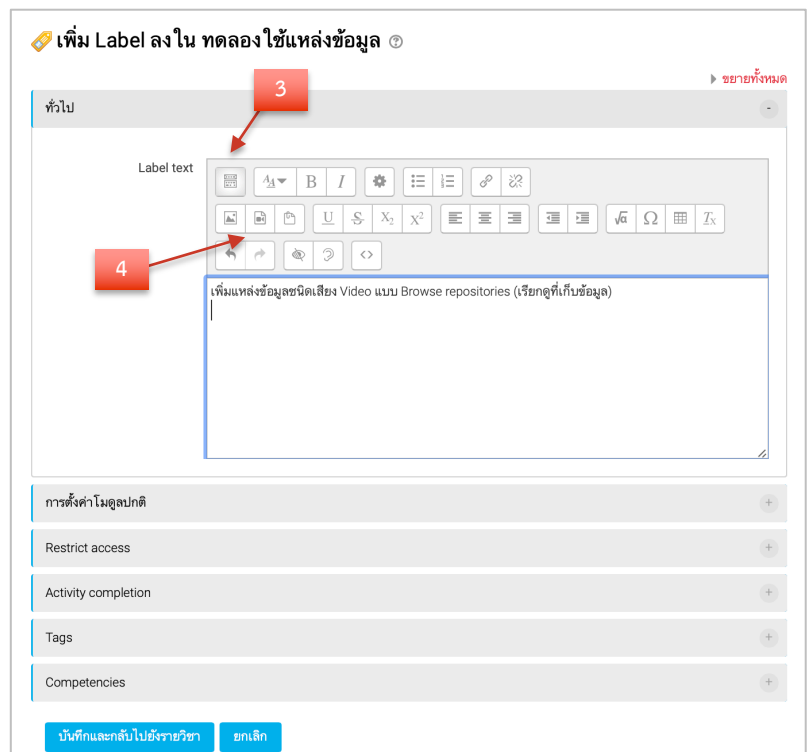 เพิ่ม Label ลงใน ทดลองใช้แหล่งข้อมูล
ขยายทั้งหมด
3
ทั่วไป
Label text
B I
U S X₂ X²
√α Ω Tx
4
เพิ่มแหล่งข้อมูลชนิดเสียง Video แบบ Browse repositories (เรียกดูที่เก็บข้อมูล)
การตั้งค่าโมดูลปกติ
Restrict access
Activity completion
Tags
Competencies
บันทึกและกลับไปยังรายวิชา ยกเลิก